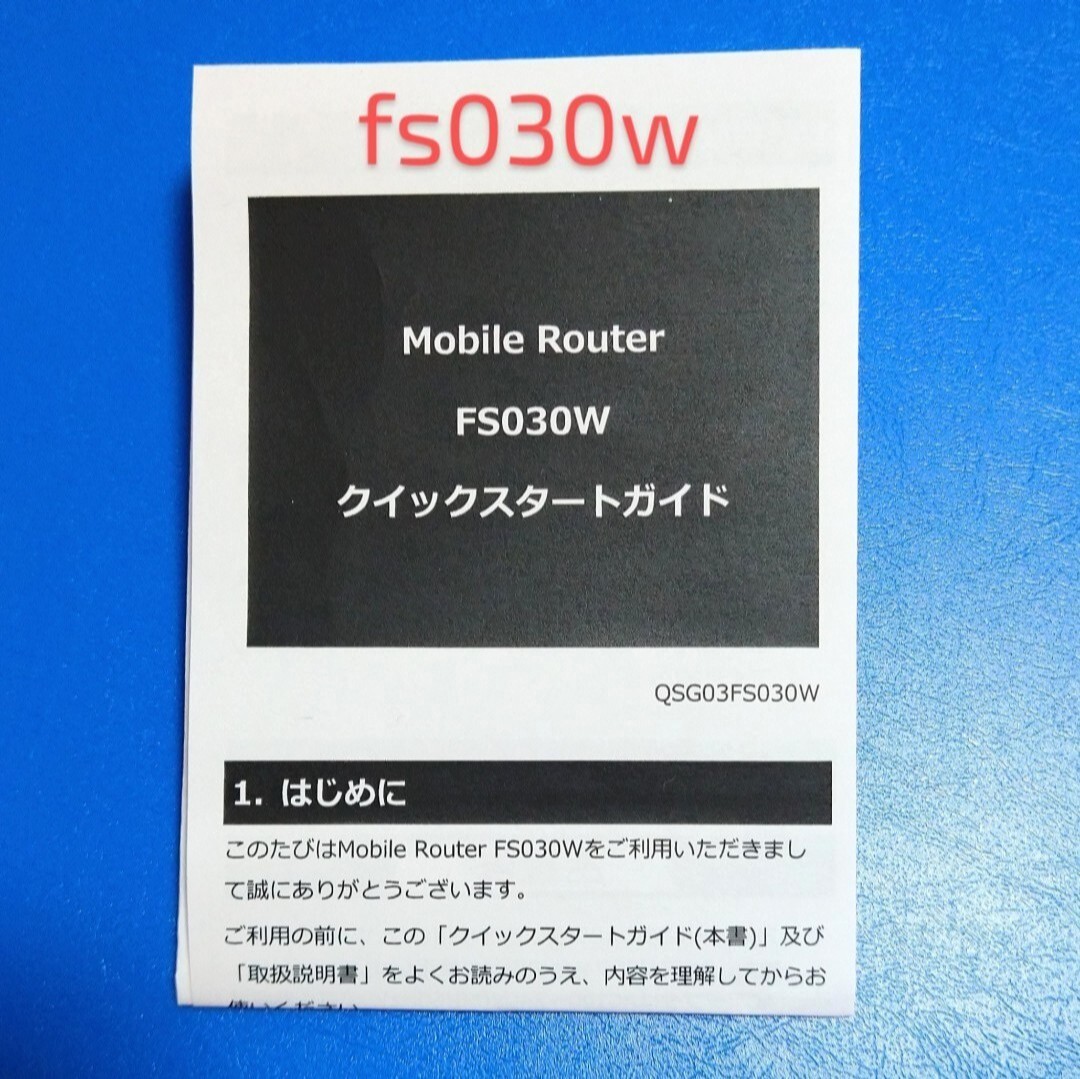 fs030w
Mobile Router
FS030W
クイックスタートガイド
QSG03FS030W
1. はじめに
このたびはMobile Router FS030Wをご利用いただきまし
て誠にありがとうございます。
ご利用の前に、この「クイックスタートガイド(本書)」及び
「取扱説明書」をよくお読みのうえ、内容を理解してからお